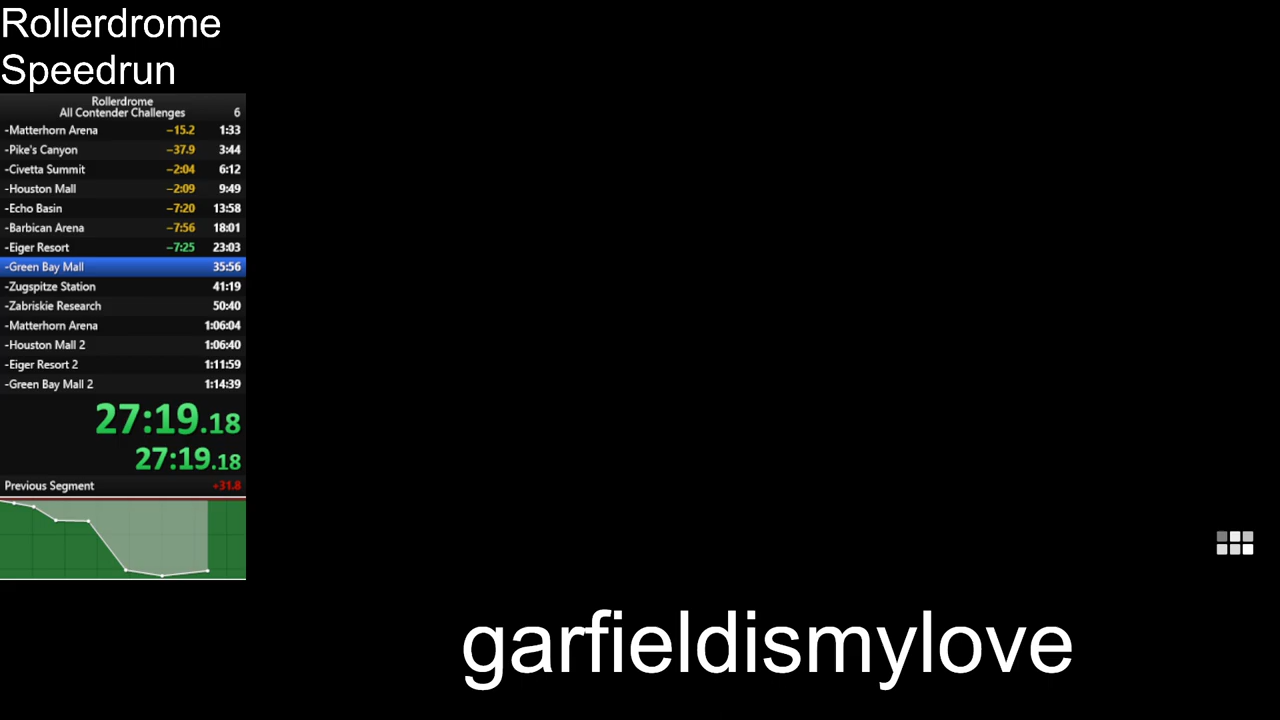 Rollerdrome
Speedrun
Rollerdrome
All Contender Challenges 6
-Matterhorn Arena −15.2 1:33
-Pike's Canyon −37.9 3:44
-Civetta Summit −2:04 6:12
-Houston Mall −2:09 9:49
-Echo Basin −7:20 13:58
-Barbican Arena −7:56 18:01
-Eiger Resort −7:25 23:03
-Green Bay Mall 35:56
-Zugspitze Station 41:19
-Zabriskie Research 50:40
-Matterhorn Arena 1:06:04
-Houston Mall 2 1:06:40
-Eiger Resort 2 1:11:59
-Green Bay Mall 2 1:14:39
27:19.18
27:19.18
Previous Segment +31.8
garfieldismylove